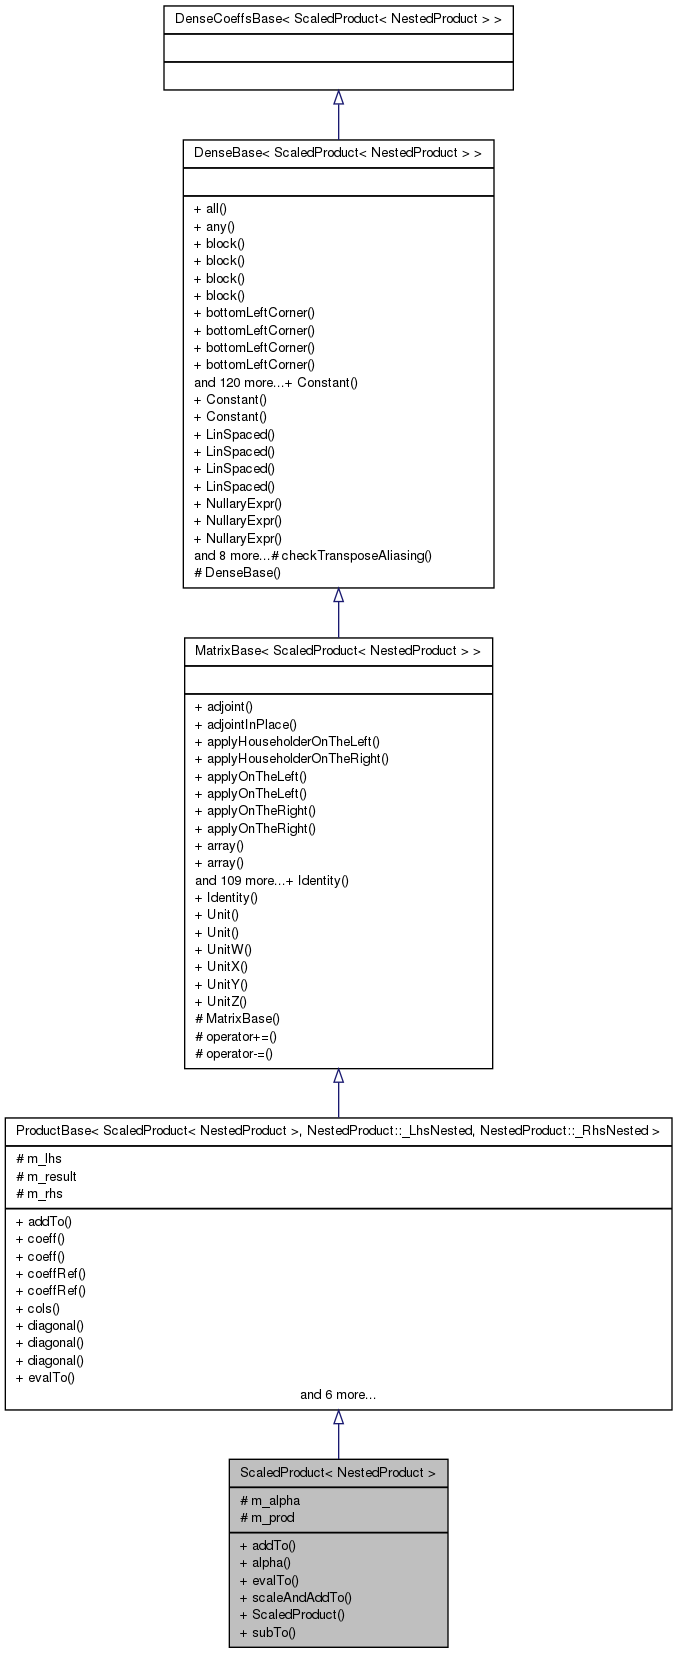 DenseCoeffsBase< ScaledProduct< NestedProduct > >
DenseBase< ScaledProduct< NestedProduct > >
+ all()
+ any()
+ block()
+ block()
+ block()
+ block()
+ bottomLeftCorner()
+ bottomLeftCorner()
+ bottomLeftCorner()
+ bottomLeftCorner()
and 120 more...+ Constant()
+ Constant()
+ Constant()
+ LinSpaced()
+ LinSpaced()
+ LinSpaced()
+ LinSpaced()
+ NullaryExpr()
+ NullaryExpr()
+ NullaryExpr()
and 8 more...# checkTransposeAliasing()
# DenseBase()
MatrixBase< ScaledProduct< NestedProduct > >
+ adjoint()
+ adjointInPlace()
+ applyHouseholderOnTheLeft()
+ applyHouseholderOnTheRight()
+ applyOnTheLeft()
+ applyOnTheLeft()
+ applyOnTheRight()
+ applyOnTheRight()
+ array()
+ array()
and 109 more...+ Identity()
+ Identity()
+ Unit()
+ Unit()
+ UnitW()
+ UnitX()
+ UnitY()
+ UnitZ()
# MatrixBase()
# operator+=()
# operator-=()
ProductBase< ScaledProduct< NestedProduct >, NestedProduct::_LhsNested, NestedProduct::_RhsNested >
# m_lhs
# m_result
# m_rhs
+ addTo()
+ coeff()
+ coeff()
+ coeffRef()
+ coeffRef()
+ cols()
+ diagonal()
+ diagonal()
+ diagonal()
+ evalTo()
and 6 more...
ScaledProduct< NestedProduct >
# m_alpha
# m_prod
+ addTo()
+ alpha()
+ evalTo()
+ scaleAndAddTo()
+ ScaledProduct()
+ subTo()